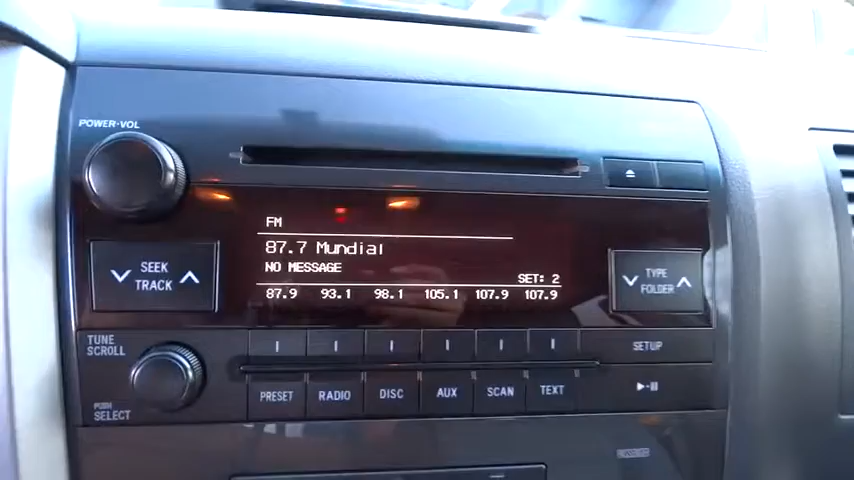 POWER·VOL
FM
87.7 Mundial
NO MESSAGE
SET: 2
87.9 93.1 98.1 105.1 107.9 107.9
SEEK
TRACK
TYPE
FOLDER
TUNE
SCROLL
PUSH
SELECT
PRESET RADIO DISC AUX SCAN TEXT
SETUP